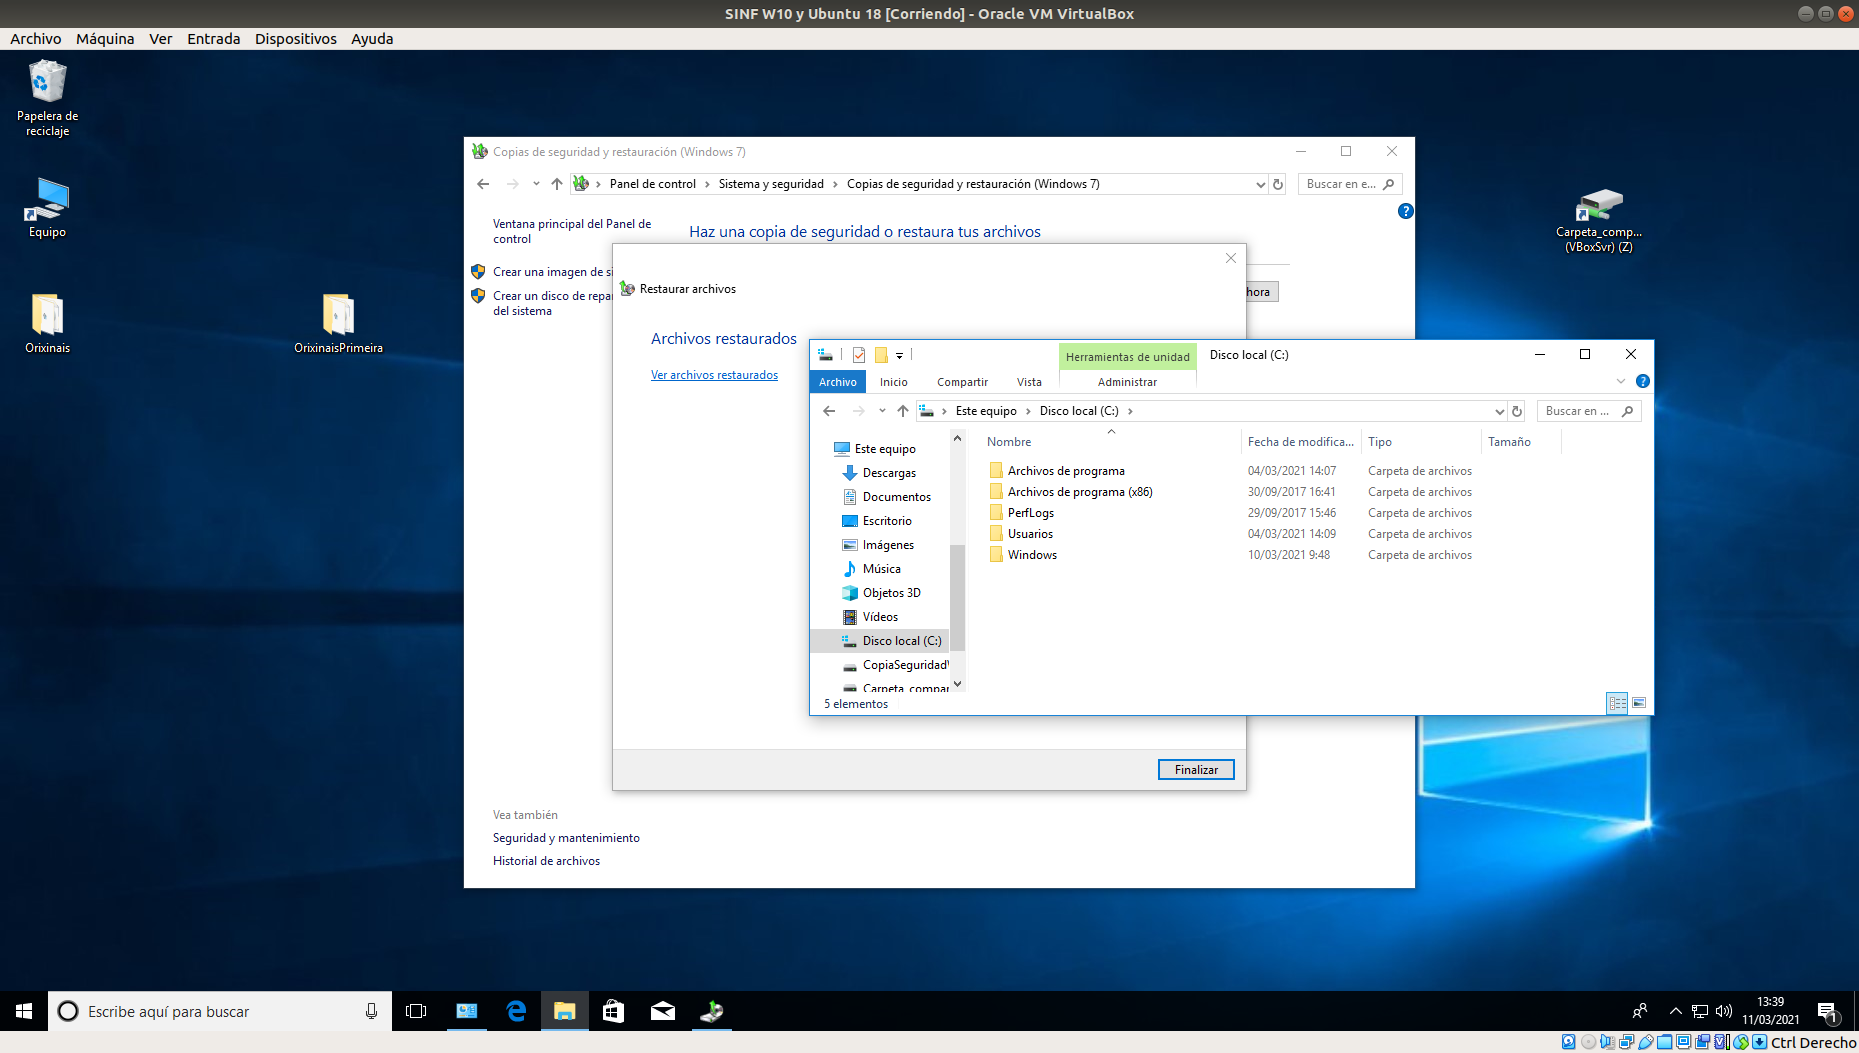 SINF W10 y Ubuntu 18 [Corriendo] - Oracle VM VirtualBox
Archivo Máquina Ver Entrada Dispositivos Ayuda
Papelera de
reciclaje
Equipo
Orixinais
OrixinaisPrimeira
Carpeta_comp...
(VBoxSvr) (Z)
Copias de seguridad y restauración (Windows 7)
Panel de control > Sistema y seguridad > Copias de seguridad y restauración (Windows 7)
Buscar en e...
Ventana principal del Panel de
control
Crear una imagen de si
Crear un disco de repa
del sistema
Haz una copia de seguridad o restaura tus archivos
hora
Restaurar archivos
Archivos restaurados
Ver archivos restaurados
Finalizar
Vea también
Seguridad y mantenimiento
Historial de archivos
Herramientas de unidad
Disco local (C:)
Archivo Inicio Compartir Vista Administrar
Este equipo > Disco local (C:) >
Buscar en ...
Este equipo
Descargas
Documentos
Escritorio
Imágenes
Música
Objetos 3D
Vídeos
Disco local (C:)
CopiaSeguridad
Carpeta_compar
Nombre Fecha de modifica... Tipo Tamaño
Archivos de programa 04/03/2021 14:07 Carpeta de archivos
Archivos de programa (x86) 30/09/2017 16:41 Carpeta de archivos
PerfLogs 29/09/2017 15:46 Carpeta de archivos
Usuarios 04/03/2021 14:09 Carpeta de archivos
Windows 10/03/2021 9:48 Carpeta de archivos
5 elementos
Escribe aquí para buscar
13:39
11/03/2021
1
Ctrl Derecho